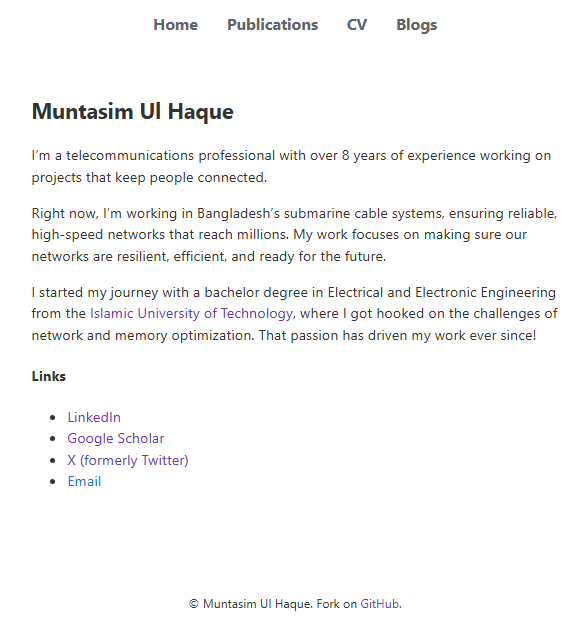 Home Publications CV Blogs
Muntasim Ul Haque
I’m a telecommunications professional with over 8 years of experience working on
projects that keep people connected.
Right now, I’m working in Bangladesh’s submarine cable systems, ensuring reliable,
high-speed networks that reach millions. My work focuses on making sure our
networks are resilient, efficient, and ready for the future.
I started my journey with a bachelor degree in Electrical and Electronic Engineering
from the Islamic University of Technology, where I got hooked on the challenges of
network and memory optimization. That passion has driven my work ever since!
Links
LinkedIn
Google Scholar
X (formerly Twitter)
Email
© Muntasim Ul Haque. Fork on GitHub.